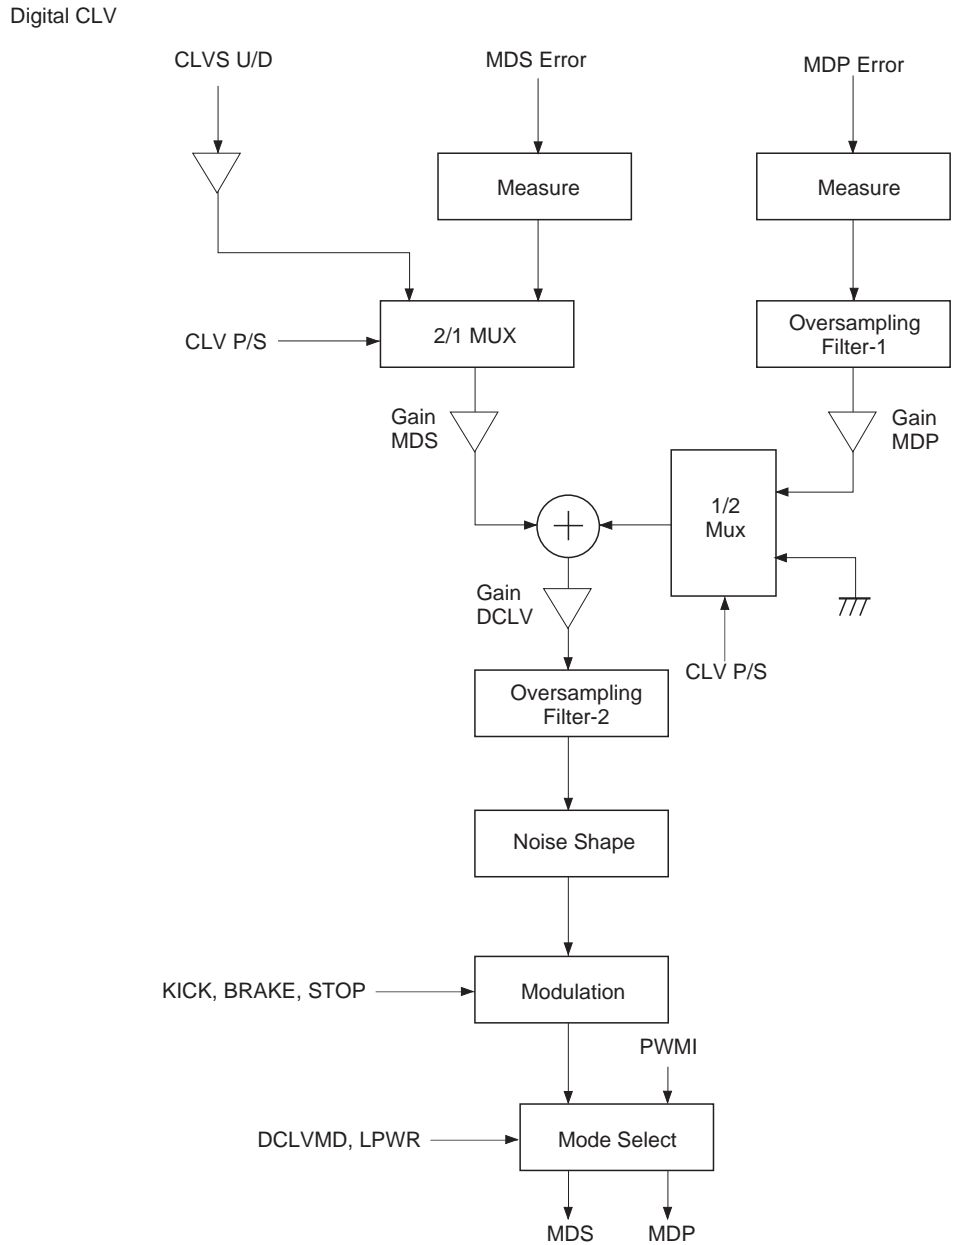 Digital CLV
CLVS U/D
MDS Error
MDP Error
Measure
Measure
CLV P/S
2/1 MUX
Oversampling
Filter-1
Gain
MDS
Gain
MDP
1/2
Mux
Gain
DCLV
CLV P/S
Oversampling
Filter-2
Noise Shape
KICK, BRAKE, STOP
Modulation
PWMI
DCLVMD, LPWR
Mode Select
MDS
MDP